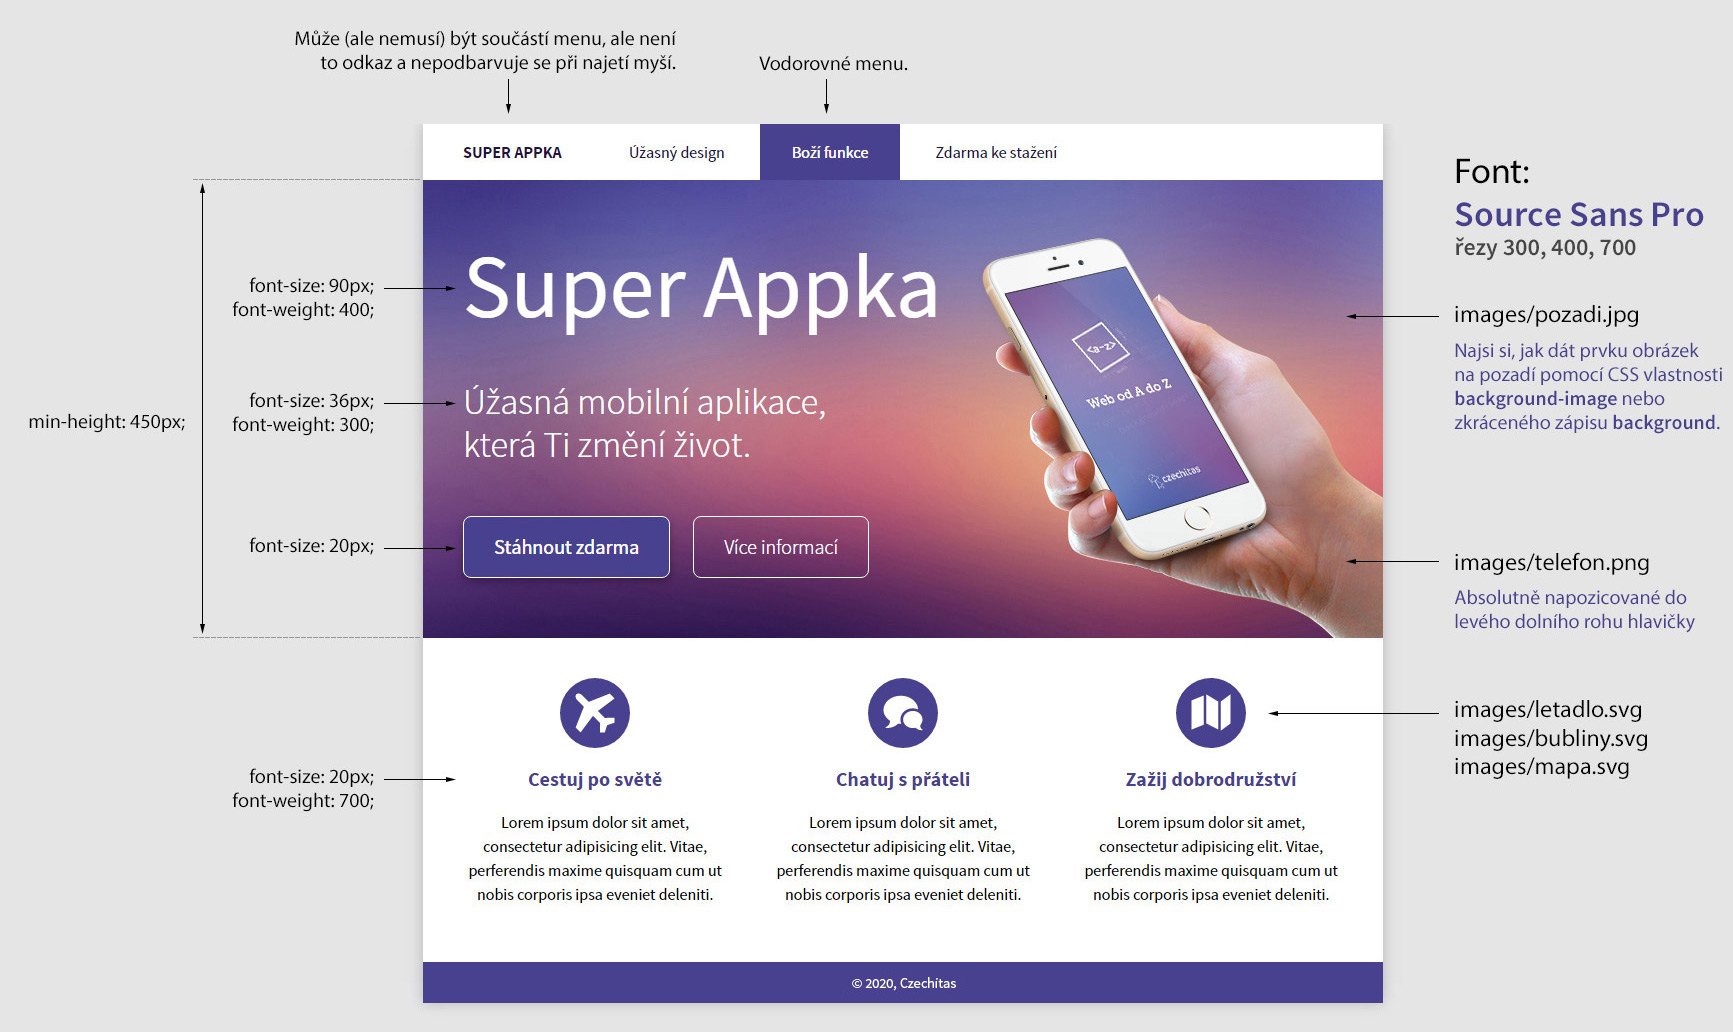 Může (ale nemusí) být součástí menu, ale není
to odkaz a nepodbarvuje se při najetí myší.
Vodorovné menu.
SUPER APPKA
Úžasný design
Boží funkce
Zdarma ke stažení
Font:
Source Sans Pro
řezy 300, 400, 700
min-height: 450px;
font-size: 90px;
font-weight: 400;
Super Appka
images/pozadi.jpg
Najsi si, jak dát prvku obrázek
na pozadí pomocí CSS vlastnosti
background-image nebo
zkráceného zápisu background.
font-size: 36px;
font-weight: 300;
Úžasná mobilní aplikace,
která Ti změní život.
<a-z>
Web od A do Z
czechitas
font-size: 20px;
Stáhnout zdarma
Více informací
images/telefon.png
Absolutně napozicované do
levého dolního rohu hlavičky
images/letadlo.svg
images/bubliny.svg
images/mapa.svg
font-size: 20px;
font-weight: 700;
Cestuj po světě
Lorem ipsum dolor sit amet,
consectetur adipisicing elit. Vitae,
perferendis maxime quisquam cum ut
nobis corporis ipsa eveniet deleniti.
Chatuj s přáteli
Lorem ipsum dolor sit amet,
consectetur adipisicing elit. Vitae,
perferendis maxime quisquam cum ut
nobis corporis ipsa eveniet deleniti.
Zažij dobrodružství
Lorem ipsum dolor sit amet,
consectetur adipisicing elit. Vitae,
perferendis maxime quisquam cum ut
nobis corporis ipsa eveniet deleniti.
© 2020, Czechitas